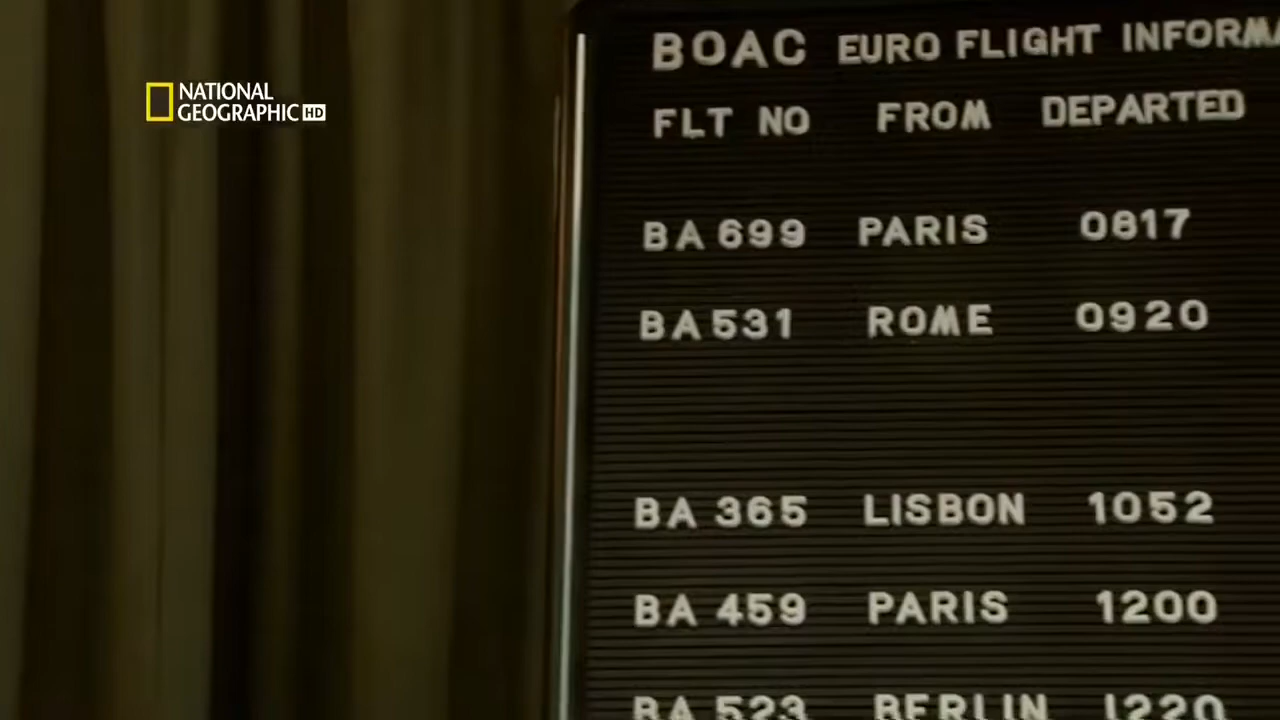 NATIONAL
GEOGRAPHIC HD
BOAC EURO FLIGHT
FLT NO FROM DEPARTED
BA 699 PARIS 0817
BA 531 ROME 0920
BA 365 LISBON 1052
BA 459 PARIS 1200
BA 523 BERLIN 1220